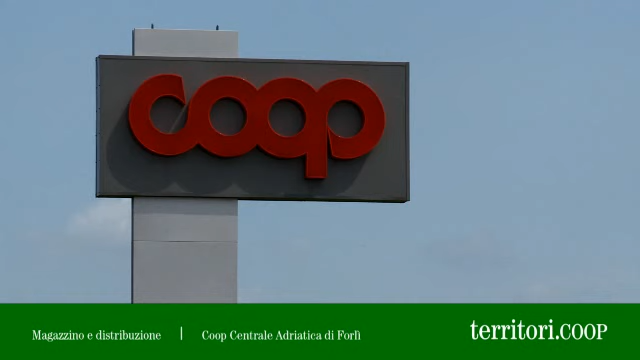 coop
Magazzino e distribuzione | Coop Centrale Adriatica di Forlì
territori.COOP